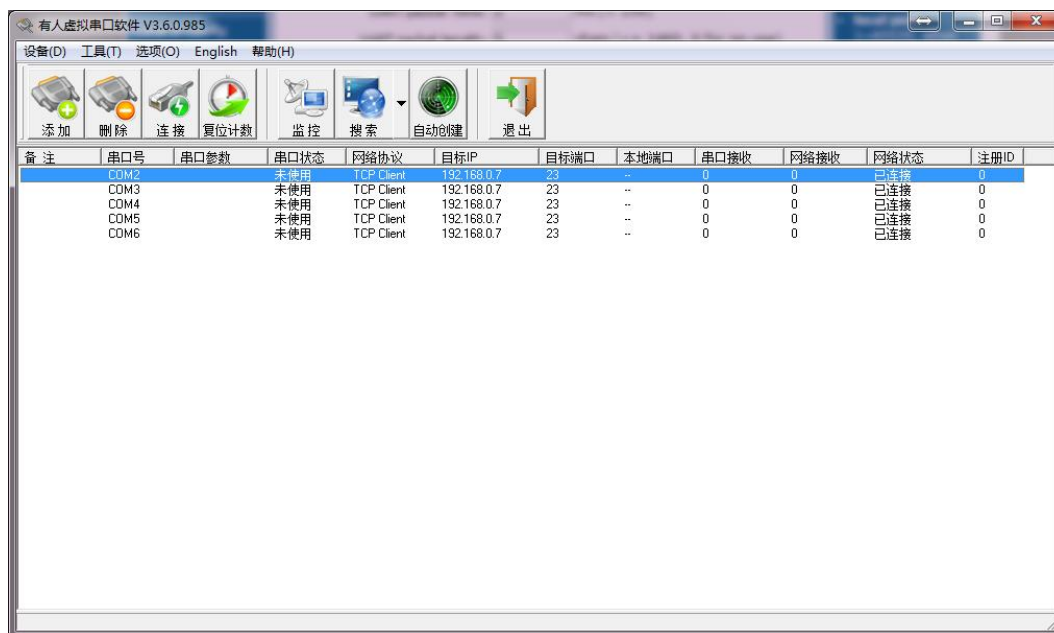 有人虚拟串口软件 V3.6.0.985
设备(D) 工具(T) 选项(O) English 帮助(H)
添加 删除 连接 复位计数 监控 搜索 自动创建 退出
备 注 串口号 串口参数 串口状态 网络协议 目标IP 目标端口 本地端口 串口接收 网络接收 网络状态 注册ID
COM2 未使用 TCP Client 192.168.0.7 23 -- 0 0 已连接 0
COM3 未使用 TCP Client 192.168.0.7 23 -- 0 0 已连接 0
COM4 未使用 TCP Client 192.168.0.7 23 -- 0 0 已连接 0
COM5 未使用 TCP Client 192.168.0.7 23 -- 0 0 已连接 0
COM6 未使用 TCP Client 192.168.0.7 23 -- 0 0 已连接 0